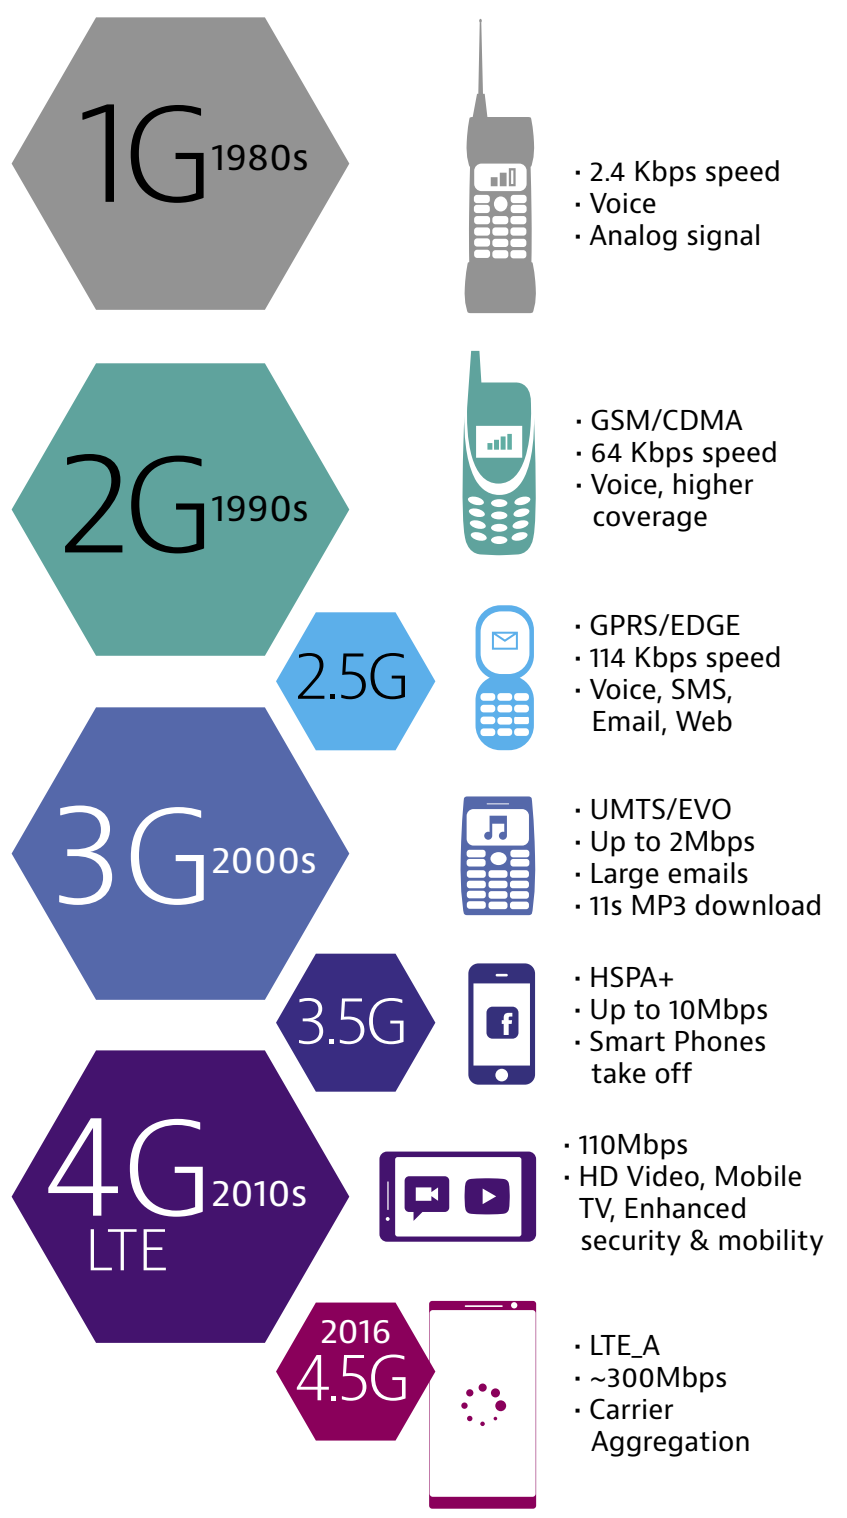 1G 1980s
· 2.4 Kbps speed
· Voice
· Analog signal
2G 1990s
· GSM/CDMA
· 64 Kbps speed
· Voice, higher
coverage
2.5G
· GPRS/EDGE
· 114 Kbps speed
· Voice, SMS,
Email, Web
3G 2000s
· UMTS/EVO
· Up to 2Mbps
· Large emails
· 11s MP3 download
3.5G
f
· HSPA+
· Up to 10Mbps
· Smart Phones
take off
4G 2010s
LTE
· 110Mbps
· HD Video, Mobile
TV, Enhanced
security & mobility
2016
4.5G
· LTE_A
· ~300Mbps
· Carrier
Aggregation